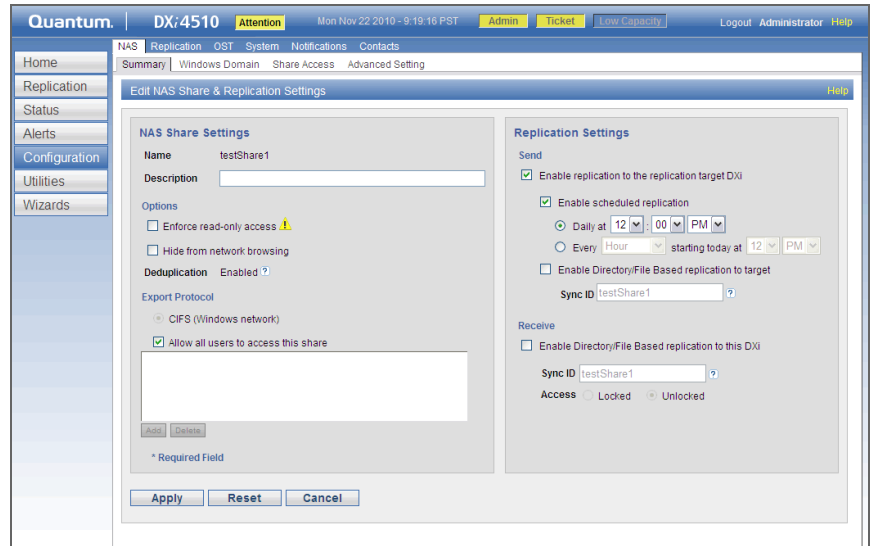 Quantum. DXi4510 Attention Mon Nov 22 2010 - 9:19:16 PST Admin Ticket Low Capacity Logout Administrator Help
NAS Replication OST System Notifications Contacts
Summary Windows Domain Share Access Advanced Setting
Home
Replication
Status
Alerts
Configuration
Utilities
Wizards
Edit NAS Share & Replication Settings Help
NAS Share Settings
Name testShare1
Description
Options
Enforce read-only access
Hide from network browsing
Deduplication Enabled ?
Export Protocol
CIFS (Windows network)
Allow all users to access this share
Add Delete
* Required Field
Replication Settings
Send
Enable replication to the replication target DXi
Enable scheduled replication
Daily at 12 : 00 PM
Every Hour starting today at 12 PM
Enable Directory/File Based replication to target
Sync ID testShare1 ?
Receive
Enable Directory/File Based replication to this DXi
Sync ID testShare1 ?
Access Locked Unlocked
Apply Reset Cancel